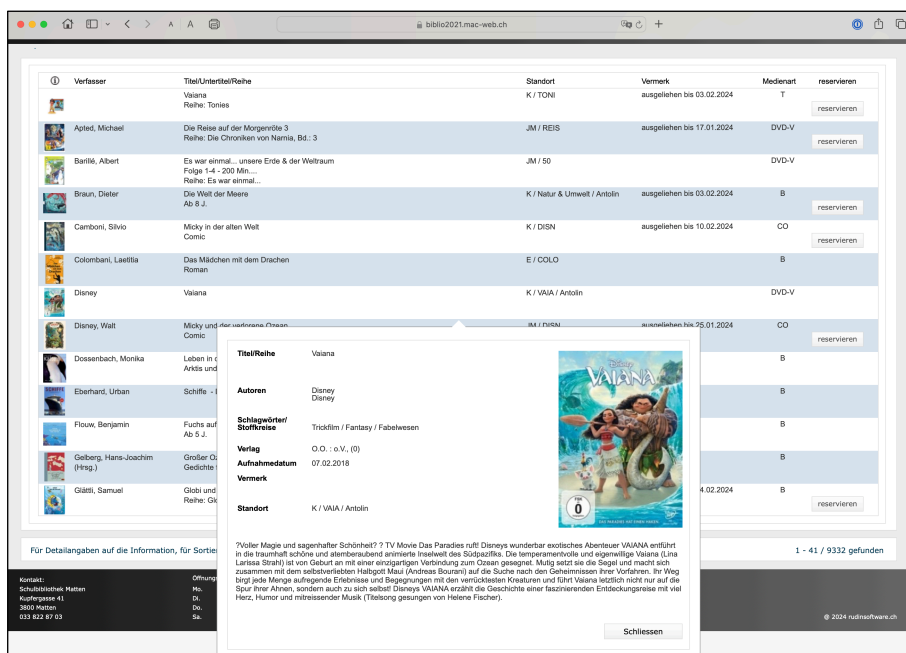 biblio2021.mac-web.ch
Verfasser Titel/Untertitel/Reihe Standort Vermerk Medienart reservieren
Vaiana K / TONI ausgeliehen bis 03.02.2024 T
Reihe: Tonies reservieren
Apted, Michael Die Reise auf der Morgenröte 3 JM / REIS ausgeliehen bis 17.01.2024 DVD-V
Reihe: Die Chroniken von Narnia, Bd.: 3 reservieren
Barillé, Albert Es war einmal... unsere Erde & der Weltraum JM / 50 DVD-V
Folge 1-4 - 200 Min....
Reihe: Es war einmal...
Braun, Dieter Die Welt der Meere K / Natur & Umwelt / Antolin ausgeliehen bis 03.02.2024 B
Ab 8 J. reservieren
Camboni, Silvio Micky in der alten Welt K / DISN ausgeliehen bis 10.02.2024 CO
Comic reservieren
Colombani, Laetitia Das Mädchen mit dem Drachen E / COLO B
Roman
Disney Vaiana K / VAIA / Antolin DVD-V
Disney, Walt Micky und der verlorene Ozean JM / DISN ausgeliehen bis 25.01.2024 CO
Comic reservieren
Dossenbach, Monika Leben in B
Arktis und
Eberhard, Urban Schiffe - B
Flouw, Benjamin Fuchs auf B
Ab 5 J.
Gelberg, Hans-Joachim Großer B
(Hrsg.) Gedichte
Glättli, Samuel Globi und 4.02.2024 B
Reihe: reservieren
Titel/Reihe Vaiana
Autoren Disney
Disney
Schlagwörter/
Stoffkreise Trickfilm / Fantasy / Fabelwesen
Verlag O.O. : o.V., (0)
Aufnahmedatum 07.02.2018
Vermerk
Standort K / VAIA / Antolin
Disney
VAIANA
FSK
0
DAS PARADIES HAT EINEN HAKEN
?Voller Magie und sagenhafter Schönheit? ? TV Movie Das Paradies ruft! Disneys wunderbar exotisches Abenteuer VAIANA entführt
in die traumhaft schöne und atemberaubend animierte Inselwelt des Südpazifiks. Die temperamentvolle und eigenwillige Vaiana (Lina
Larissa Strahl) ist von Geburt an mit einer einzigartigen Verbindung zum Ozean gesegnet. Mutig setzt sie die Segel und macht sich
zusammen mit dem selbstverliebten Halbgott Maui (Andreas Bourani) auf die Suche nach den Geheimnissen ihrer Vorfahren. Ihr Weg
birgt jede Menge aufregende Erlebnisse und Begegnungen mit den verrücktesten Kreaturen und führt Vaiana letztlich nicht nur auf die
Spur ihrer Ahnen, sondern auch zu sich selbst! Disneys VAIANA erzählt die Geschichte einer faszinierenden Entdeckungsreise mit viel
Herz, Humor und mitreissender Musik (Titelsong gesungen von Helene Fischer).
Schliessen
Für Detailangaben auf die Information, für Sortie 1 - 41 / 9332 gefunden
Kontakt: Öffnung
Schulbibliothek Matten Mo.
Kupfergasse 41 Di.
3800 Matten Do.
033 822 87 03 Sa. @ 2024 rudinsoftware.ch